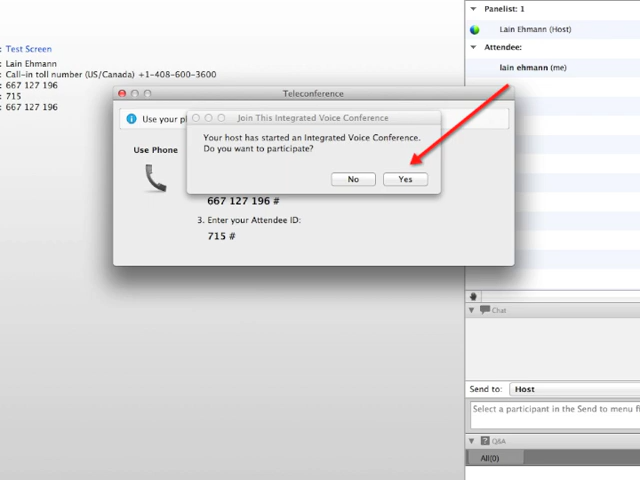 Panelist: 1
Lain Ehmann (Host)
Attendee:
lain ehmann (me)
: Test Screen
: Lain Ehmann
: Call-in toll number (US/Canada) +1-408-600-3600
: 667 127 196
: 715
: 667 127 196
Teleconference
Use your
Join This Integrated Voice Conference
Your host has started an Integrated Voice Conference.
Do you want to participate?
No
Yes
Use Phone
667 127 196 #
3. Enter your Attendee ID:
715 #
Chat
Send to:
Host
Select a participant in the Send to menu
Q&A
All(0)